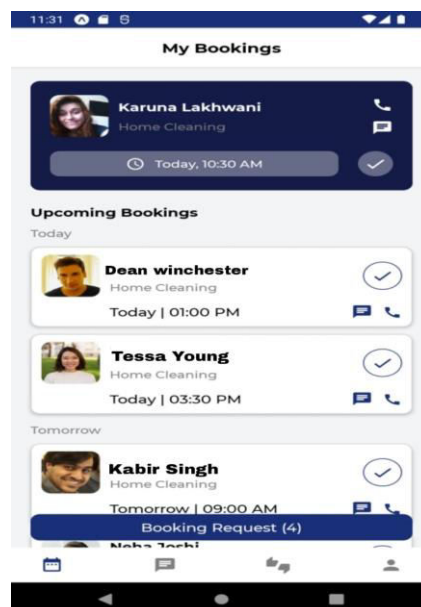 11:31
My Bookings
Karuna Lakhwani
Home Cleaning
Today, 10:30 AM
Upcoming Bookings
Today
Dean winchester
Home Cleaning
Today | 01:00 PM
Tessa Young
Home Cleaning
Today | 03:30 PM
Tomorrow
Kabir Singh
Home Cleaning
Tomorrow | 09:00 AM
Booking Request (4)
Neha Joshi